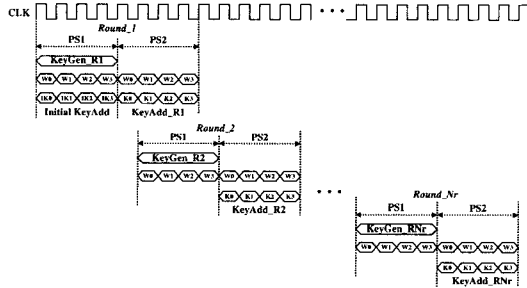 CLK
Round_1
PS1 PS2
KeyGen_R1
W0 W1 W2 W3 W0 W1 W2 W3
IK0 IK1 IK2 IK3 K0 K1 K2 K3
Initial KeyAdd KeyAdd_R1
Round_2
PS1 PS2
KeyGen_R2
W0 W1 W2 W3 W0 W1 W2 W3
K0 K1 K2 K3
KeyAdd_R2
Round_Nr
PS1 PS2
KeyGen_RNr
W0 W1 W2 W3 W0 W1 W2 W3
K0 K1 K2 K3
KeyAdd_RNr